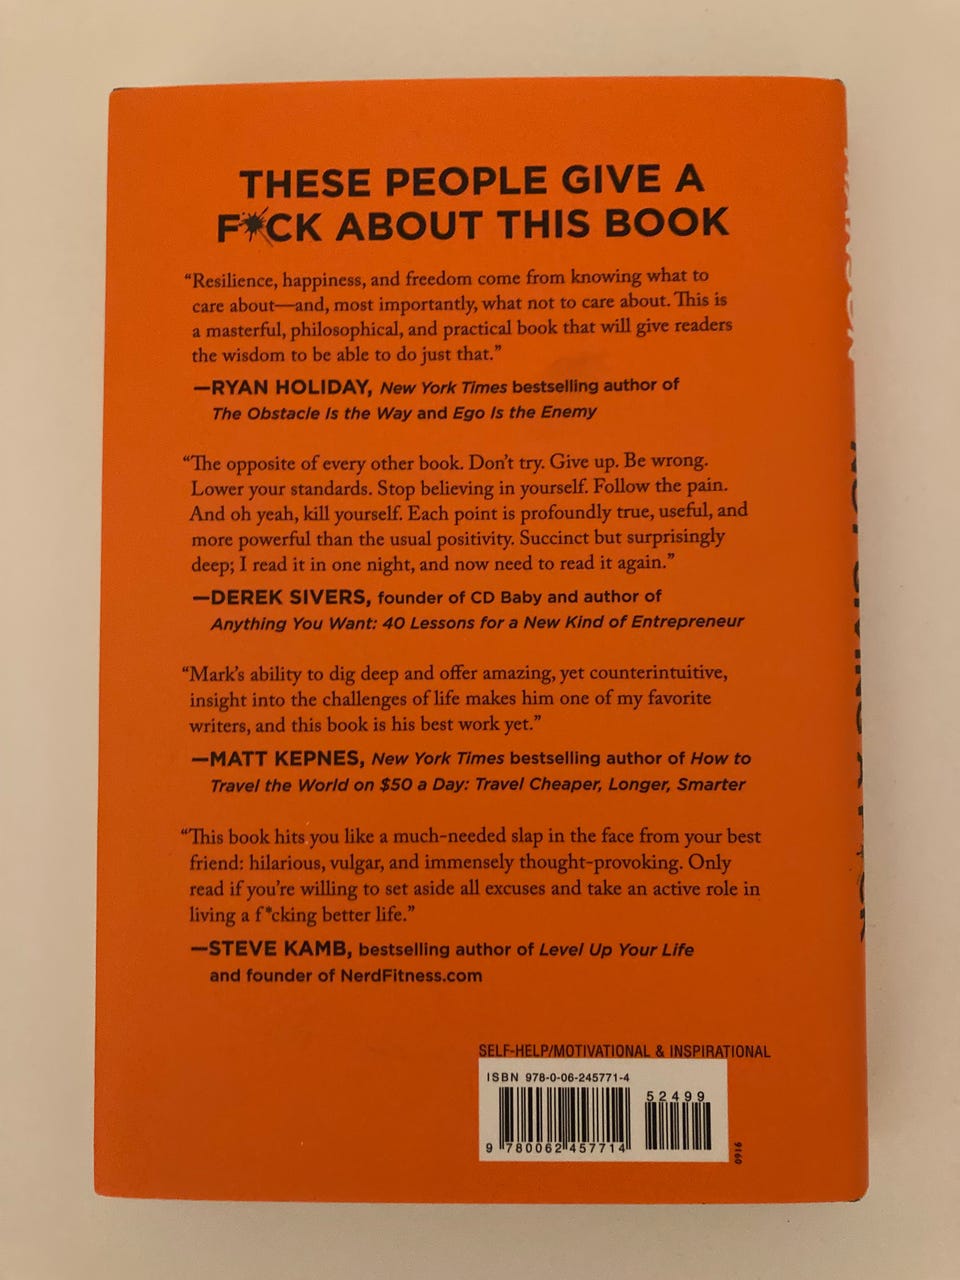 THESE PEOPLE GIVE A
F*CK ABOUT THIS BOOK
“Resilience, happiness, and freedom come from knowing what to
care about—and, most importantly, what not to care about. This is
a masterful, philosophical, and practical book that will give readers
the wisdom to be able to do just that.”
—RYAN HOLIDAY, New York Times bestselling author of
The Obstacle Is the Way and Ego Is the Enemy
“The opposite of every other book. Don’t try. Give up. Be wrong.
Lower your standards. Stop believing in yourself. Follow the pain.
And oh yeah, kill yourself. Each point is profoundly true, useful, and
more powerful than the usual positivity. Succinct but surprisingly
deep; I read it in one night, and now need to read it again.”
—DEREK SIVERS, founder of CD Baby and author of
Anything You Want: 40 Lessons for a New Kind of Entrepreneur
“Mark’s ability to dig deep and offer amazing, yet counterintuitive,
insight into the challenges of life makes him one of my favorite
writers, and this book is his best work yet.”
—MATT KEPNES, New York Times bestselling author of How to
Travel the World on $50 a Day: Travel Cheaper, Longer, Smarter
“This book hits you like a much-needed slap in the face from your best
friend: hilarious, vulgar, and immensely thought-provoking. Only
read if you’re willing to set aside all excuses and take an active role in
living a f*cking better life.”
—STEVE KAMB, bestselling author of Level Up Your Life
and founder of NerdFitness.com
SELF-HELP/MOTIVATIONAL & INSPIRATIONAL
ISBN 978-0-06-245771-4
52499
9 780062 457714
0916